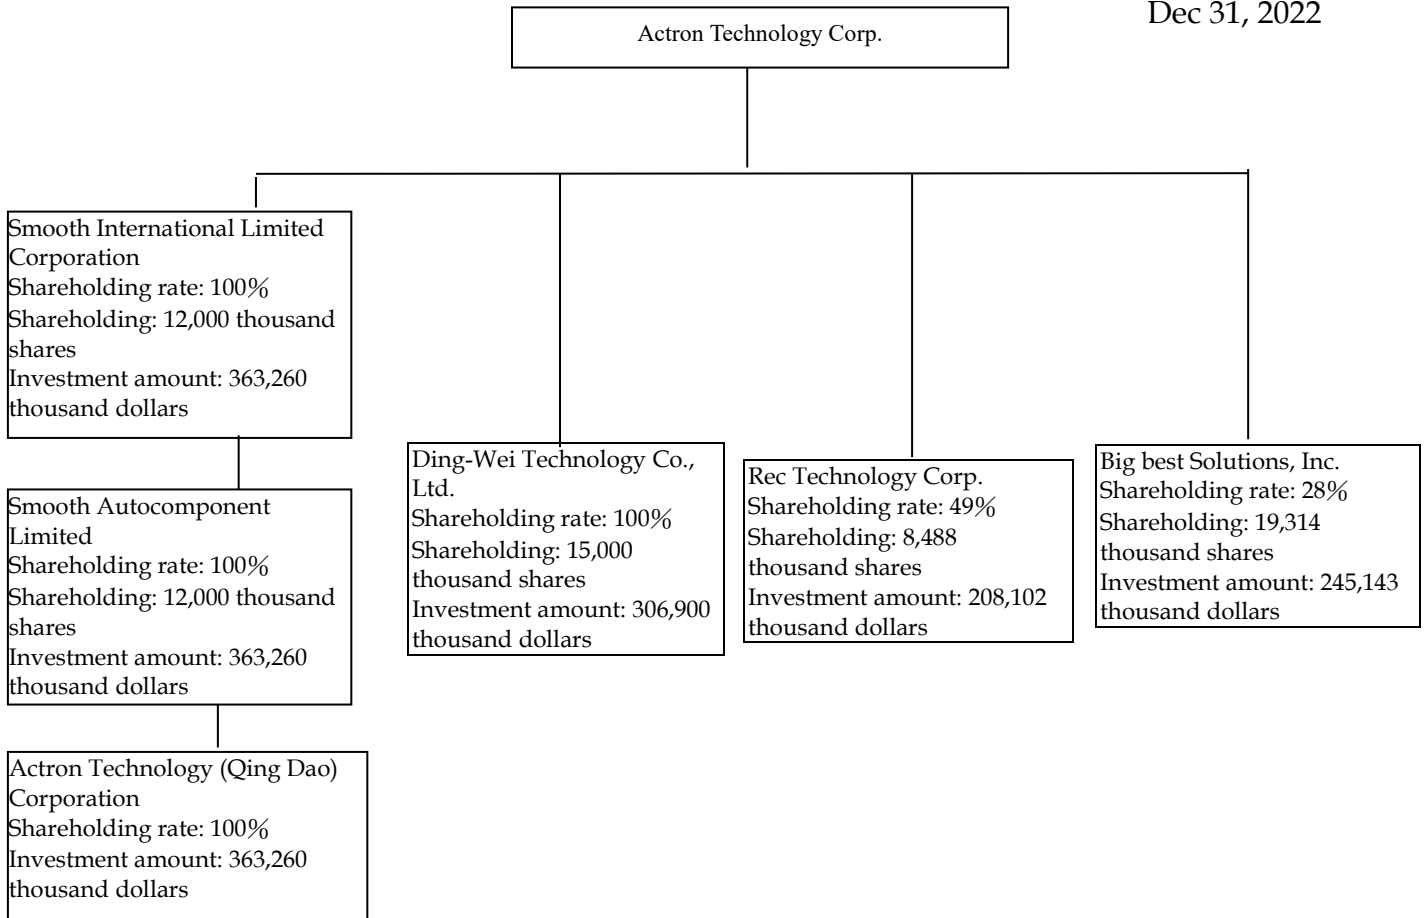 Dec 31, 2022
Actron Technology Corp.
Smooth International Limited
Corporation
Shareholding rate: 100%
Shareholding: 12,000 thousand
shares
Investment amount: 363,260
thousand dollars
Smooth Autocomponent
Limited
Shareholding rate: 100%
Shareholding: 12,000 thousand
shares
Investment amount: 363,260
thousand dollars
Actron Technology (Qing Dao)
Corporation
Shareholding rate: 100%
Investment amount: 363,260
thousand dollars
Ding-Wei Technology Co.,
Ltd.
Shareholding rate: 100%
Shareholding: 15,000
thousand shares
Investment amount: 306,900
thousand dollars
Rec Technology Corp.
Shareholding rate: 49%
Shareholding: 8,488
thousand shares
Investment amount: 208,102
thousand dollars
Big best Solutions, Inc.
Shareholding rate: 28%
Shareholding: 19,314
thousand shares
Investment amount: 245,143
thousand dollars